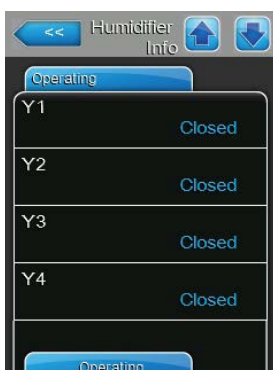 <<
Humidifier
Info
Operating
Y1
Closed
Y2
Closed
Y3
Closed
Y4
Closed
Operating